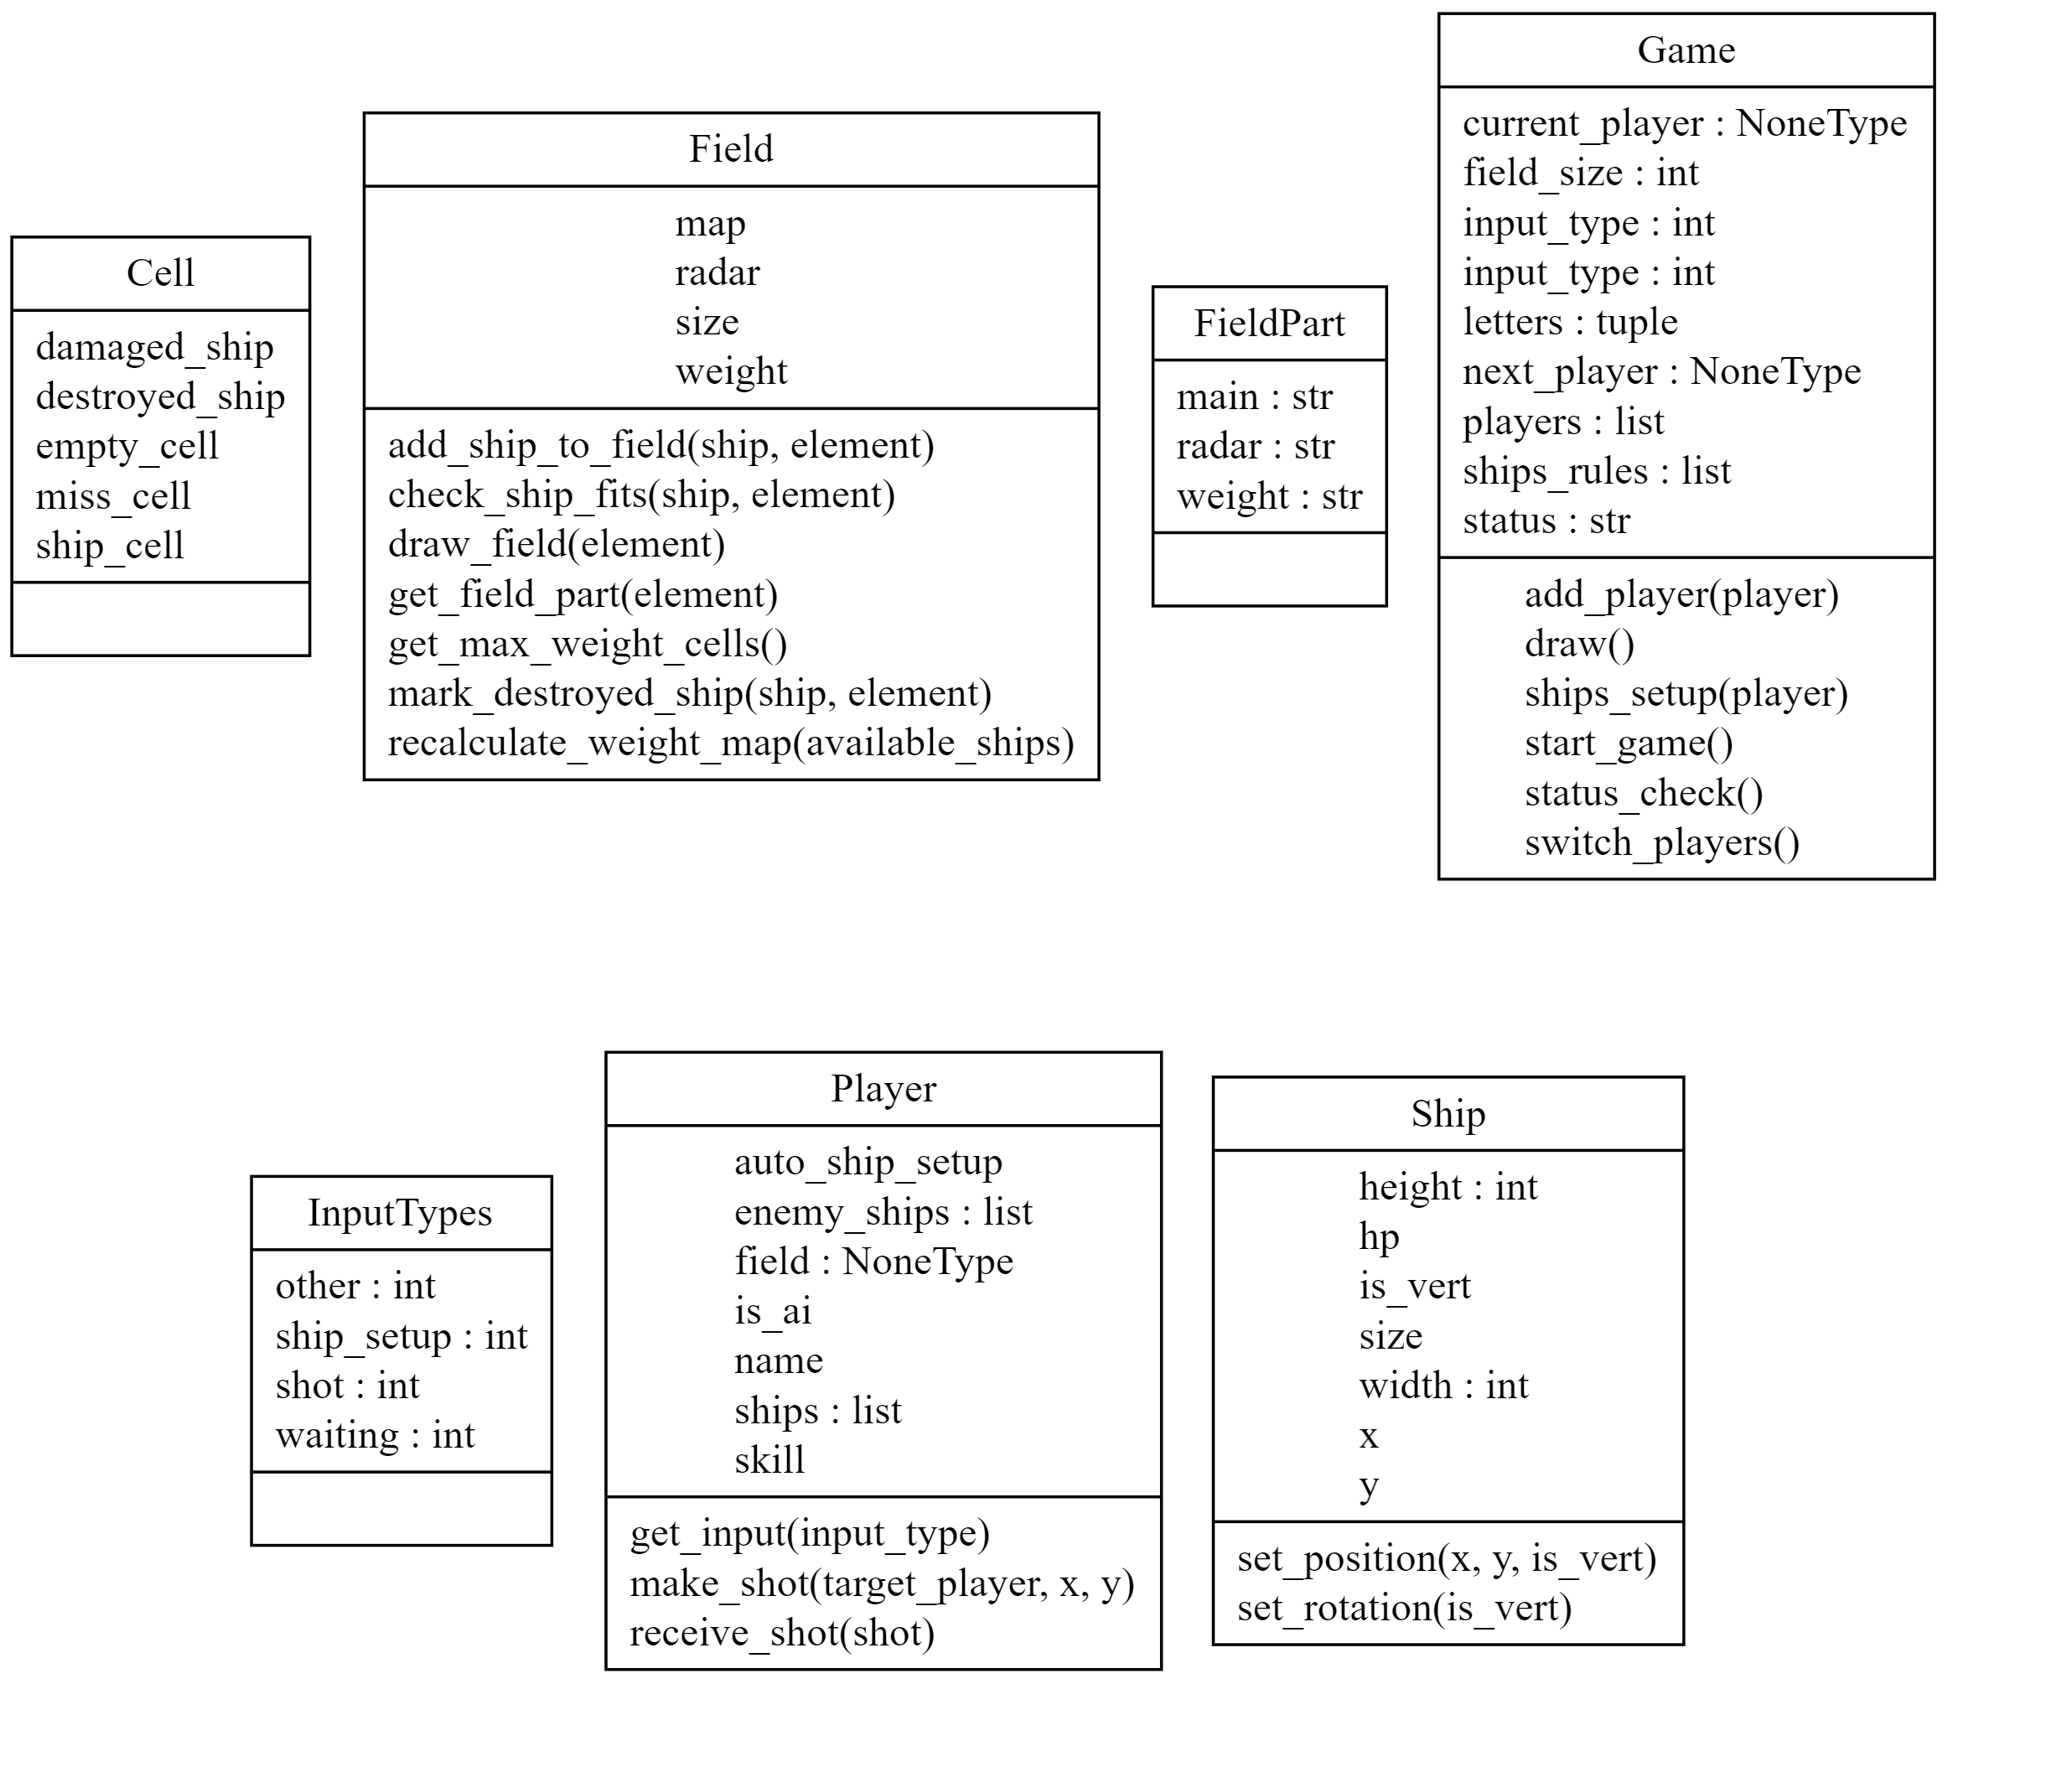 Cell
damaged_ship
destroyed_ship
empty_cell
miss_cell
ship_cell
Field
map
radar
size
weight
add_ship_to_field(ship, element)
check_ship_fits(ship, element)
draw_field(element)
get_field_part(element)
get_max_weight_cells()
mark_destroyed_ship(ship, element)
recalculate_weight_map(available_ships)
FieldPart
main : str
radar : str
weight : str
Game
current_player : NoneType
field_size : int
input_type : int
input_type : int
letters : tuple
next_player : NoneType
players : list
ships_rules : list
status : str
add_player(player)
draw()
ships_setup(player)
start_game()
status_check()
switch_players()
InputTypes
other : int
ship_setup : int
shot : int
waiting : int
Player
auto_ship_setup
enemy_ships : list
field : NoneType
is_ai
name
ships : list
skill
get_input(input_type)
make_shot(target_player, x, y)
receive_shot(shot)
Ship
height : int
hp
is_vert
size
width : int
x
y
set_position(x, y, is_vert)
set_rotation(is_vert)